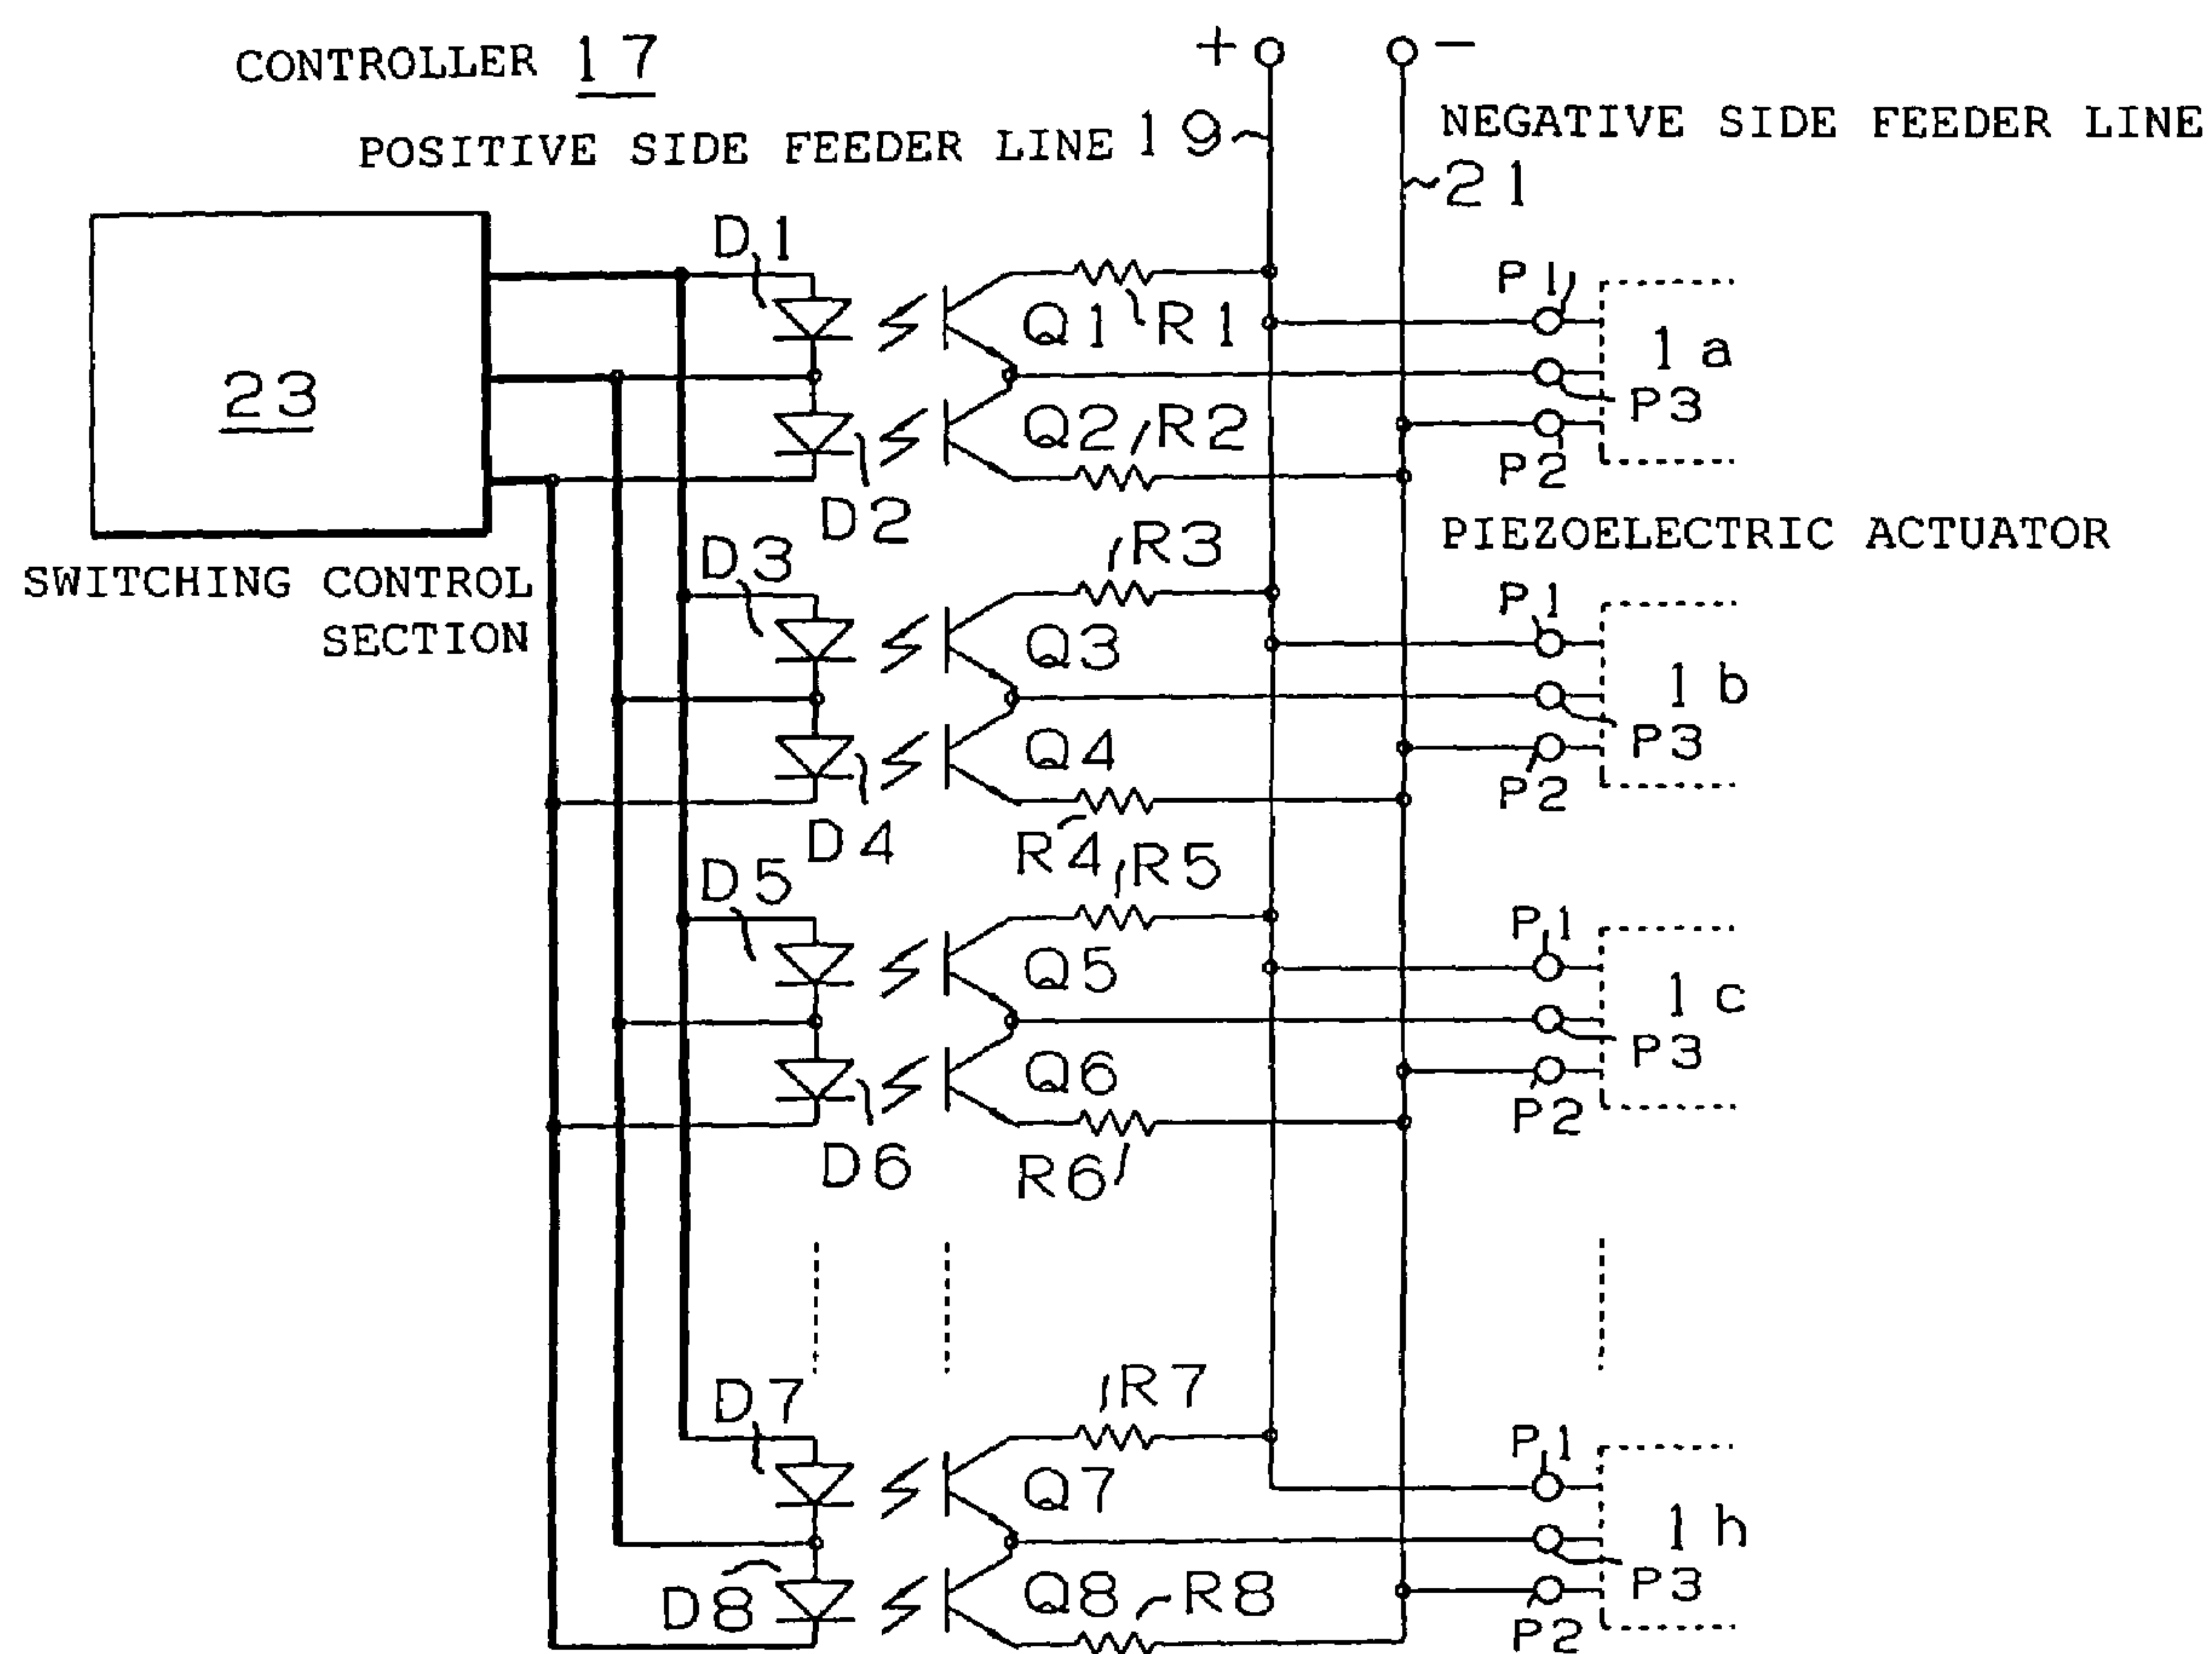 CONTROLLER 17
+ −
POSITIVE SIDE FEEDER LINE 19
NEGATIVE SIDE FEEDER LINE
21
23
SWITCHING CONTROL
SECTION
D1
Q1 R1
P1
1a
P3
D2
Q2 R2
P2
PIEZOELECTRIC ACTUATOR
D3
R3
Q3
P1
1b
P3
D4
Q4
R4
P2
D5
R5
Q5
P1
1c
P3
D6
Q6
R6
P2
D7
R7
Q7
P1
1h
P3
D8
Q8 R8
P2